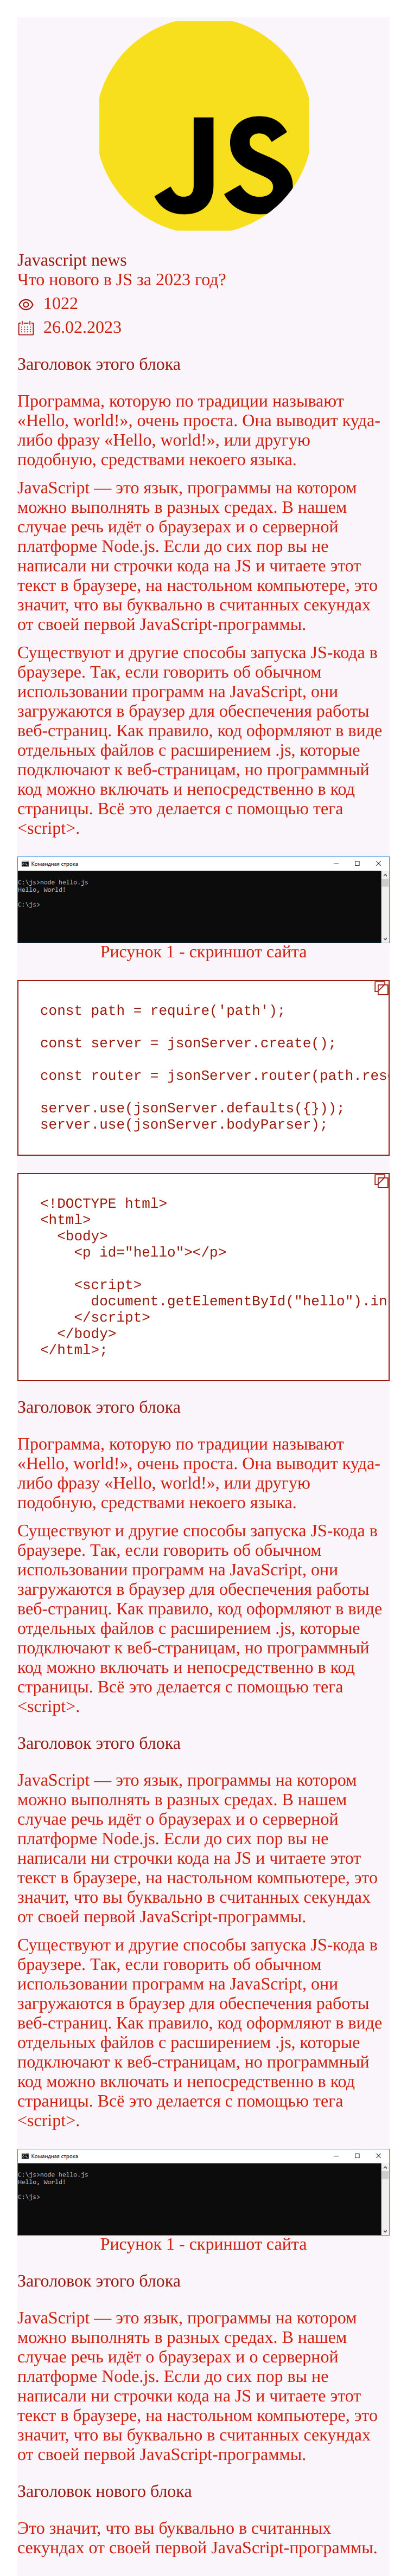 JS
Javascript news
Что нового в JS за 2023 год?
1022
26.02.2023
Заголовок этого блока
Программа, которую по традиции называют
«Hello, world!», очень проста. Она выводит куда-
либо фразу «Hello, world!», или другую
подобную, средствами некоего языка.
JavaScript — это язык, программы на котором
можно выполнять в разных средах. В нашем
случае речь идёт о браузерах и о серверной
платформе Node.js. Если до сих пор вы не
написали ни строчки кода на JS и читаете этот
текст в браузере, на настольном компьютере, это
значит, что вы буквально в считанных секундах
от своей первой JavaScript-программы.
Существуют и другие способы запуска JS-кода в
браузере. Так, если говорить об обычном
использовании программ на JavaScript, они
загружаются в браузер для обеспечения работы
веб-страниц. Как правило, код оформляют в виде
отдельных файлов с расширением .js, которые
подключают к веб-страницам, но программный
код можно включать и непосредственно в код
страницы. Всё это делается с помощью тега
<script>.
Командная строка
C:\js>node hello.js
Hello, World!
C:\js>
Рисунок 1 - скриншот сайта
const path = require('path');
const server = jsonServer.create();
const router = jsonServer.router(path.reso
server.use(jsonServer.defaults({}));
server.use(jsonServer.bodyParser);
<!DOCTYPE html>
<html>
<body>
<p id="hello"></p>
<script>
document.getElementById("hello").in
</script>
</body>
</html>;
Заголовок этого блока
Программа, которую по традиции называют
«Hello, world!», очень проста. Она выводит куда-
либо фразу «Hello, world!», или другую
подобную, средствами некоего языка.
Существуют и другие способы запуска JS-кода в
браузере. Так, если говорить об обычном
использовании программ на JavaScript, они
загружаются в браузер для обеспечения работы
веб-страниц. Как правило, код оформляют в виде
отдельных файлов с расширением .js, которые
подключают к веб-страницам, но программный
код можно включать и непосредственно в код
страницы. Всё это делается с помощью тега
<script>.
Заголовок этого блока
JavaScript — это язык, программы на котором
можно выполнять в разных средах. В нашем
случае речь идёт о браузерах и о серверной
платформе Node.js. Если до сих пор вы не
написали ни строчки кода на JS и читаете этот
текст в браузере, на настольном компьютере, это
значит, что вы буквально в считанных секундах
от своей первой JavaScript-программы.
Существуют и другие способы запуска JS-кода в
браузере. Так, если говорить об обычном
использовании программ на JavaScript, они
загружаются в браузер для обеспечения работы
веб-страниц. Как правило, код оформляют в виде
отдельных файлов с расширением .js, которые
подключают к веб-страницам, но программный
код можно включать и непосредственно в код
страницы. Всё это делается с помощью тега
<script>.
Командная строка
C:\js>node hello.js
Hello, World!
C:\js>
Рисунок 1 - скриншот сайта
Заголовок этого блока
JavaScript — это язык, программы на котором
можно выполнять в разных средах. В нашем
случае речь идёт о браузерах и о серверной
платформе Node.js. Если до сих пор вы не
написали ни строчки кода на JS и читаете этот
текст в браузере, на настольном компьютере, это
значит, что вы буквально в считанных секундах
от своей первой JavaScript-программы.
Заголовок нового блока
Это значит, что вы буквально в считанных
секундах от своей первой JavaScript-программы.